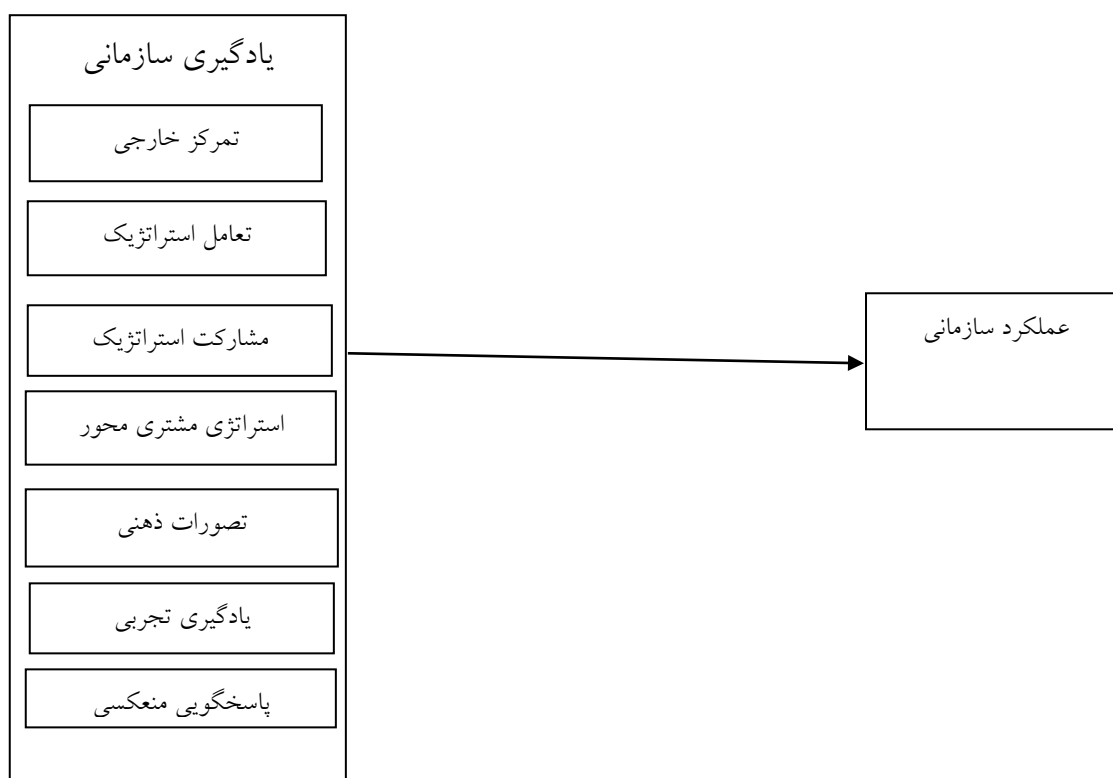 یادگیری سازمانی
تمرکز خارجی
تعامل استراتژیک
مشارکت استراتژیک
استراتژی مشتری محور
تصورات ذهنی
یادگیری تجربی
پاسخگویی منعکسی
عملکرد سازمانی